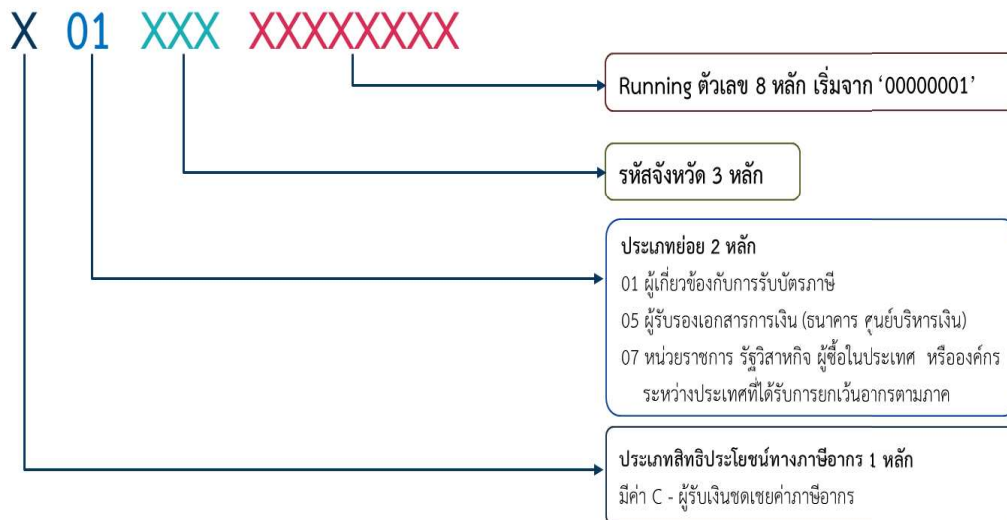 X 01 XXX XXXXXXXX
Running ตัวเลข 8 หลัก เริ่มจาก ‘00000001’
รหัสจังหวัด 3 หลัก
ประเภทย่อย 2 หลัก
01 ผู้เกี่ยวข้องกับการรับบัตรภาษี
05 ผู้รับรองเอกสารการเงิน (ธนาคาร ศูนย์บริหารเงิน)
07 หน่วยราชการ รัฐวิสาหกิจ ผู้ซื้อในประเทศ หรือองค์กร
ระหว่างประเทศที่ได้รับการยกเว้นอากรตามภาค
ประเภทสิทธิประโยชน์ทางภาษีอากร 1 หลัก
มีค่า C - ผู้รับเงินชดเชยค่าภาษีอากร